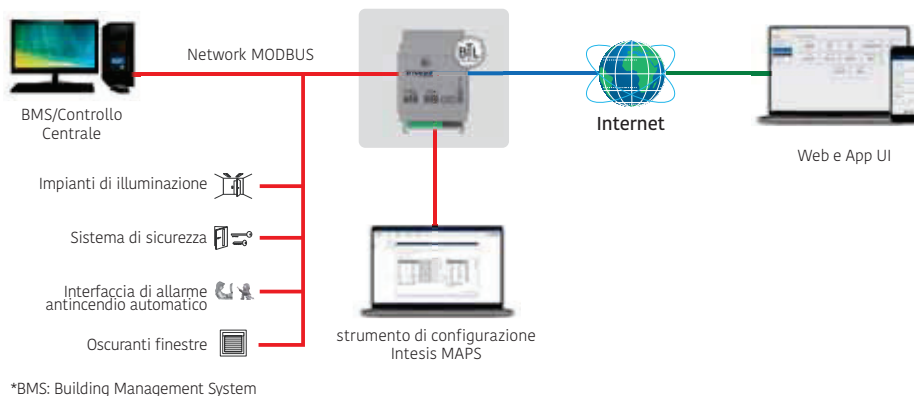 Network MODBUS
BTL
BMS/Controllo
Centrale
Internet
Web e App UI
Impianti di illuminazione
Sistema di sicurezza
Interfaccia di allarme
antincendio automatico
Oscuranti finestre
strumento di configurazione
Intesis MAPS
*BMS: Building Management System